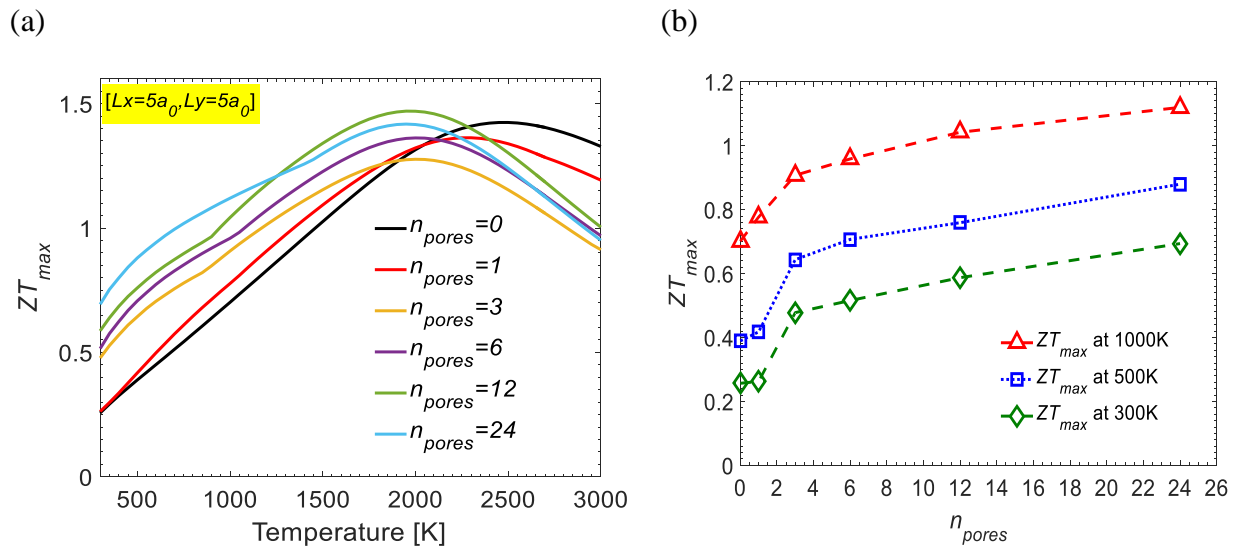 (a)
(b)
[Lx=5a0,Ly=5a0]
ZTmax
1.5
1
0.5
0
npores=0
npores=1
npores=3
npores=6
npores=12
npores=24
500 1000 1500 2000 2500 3000
Temperature [K]
ZTmax
1.2
1
0.8
0.6
0.4
0.2
0
ZTmax at 1000K
ZTmax at 500K
ZTmax at 300K
0 2 4 6 8 10 12 14 16 18 20 22 24 26
npores